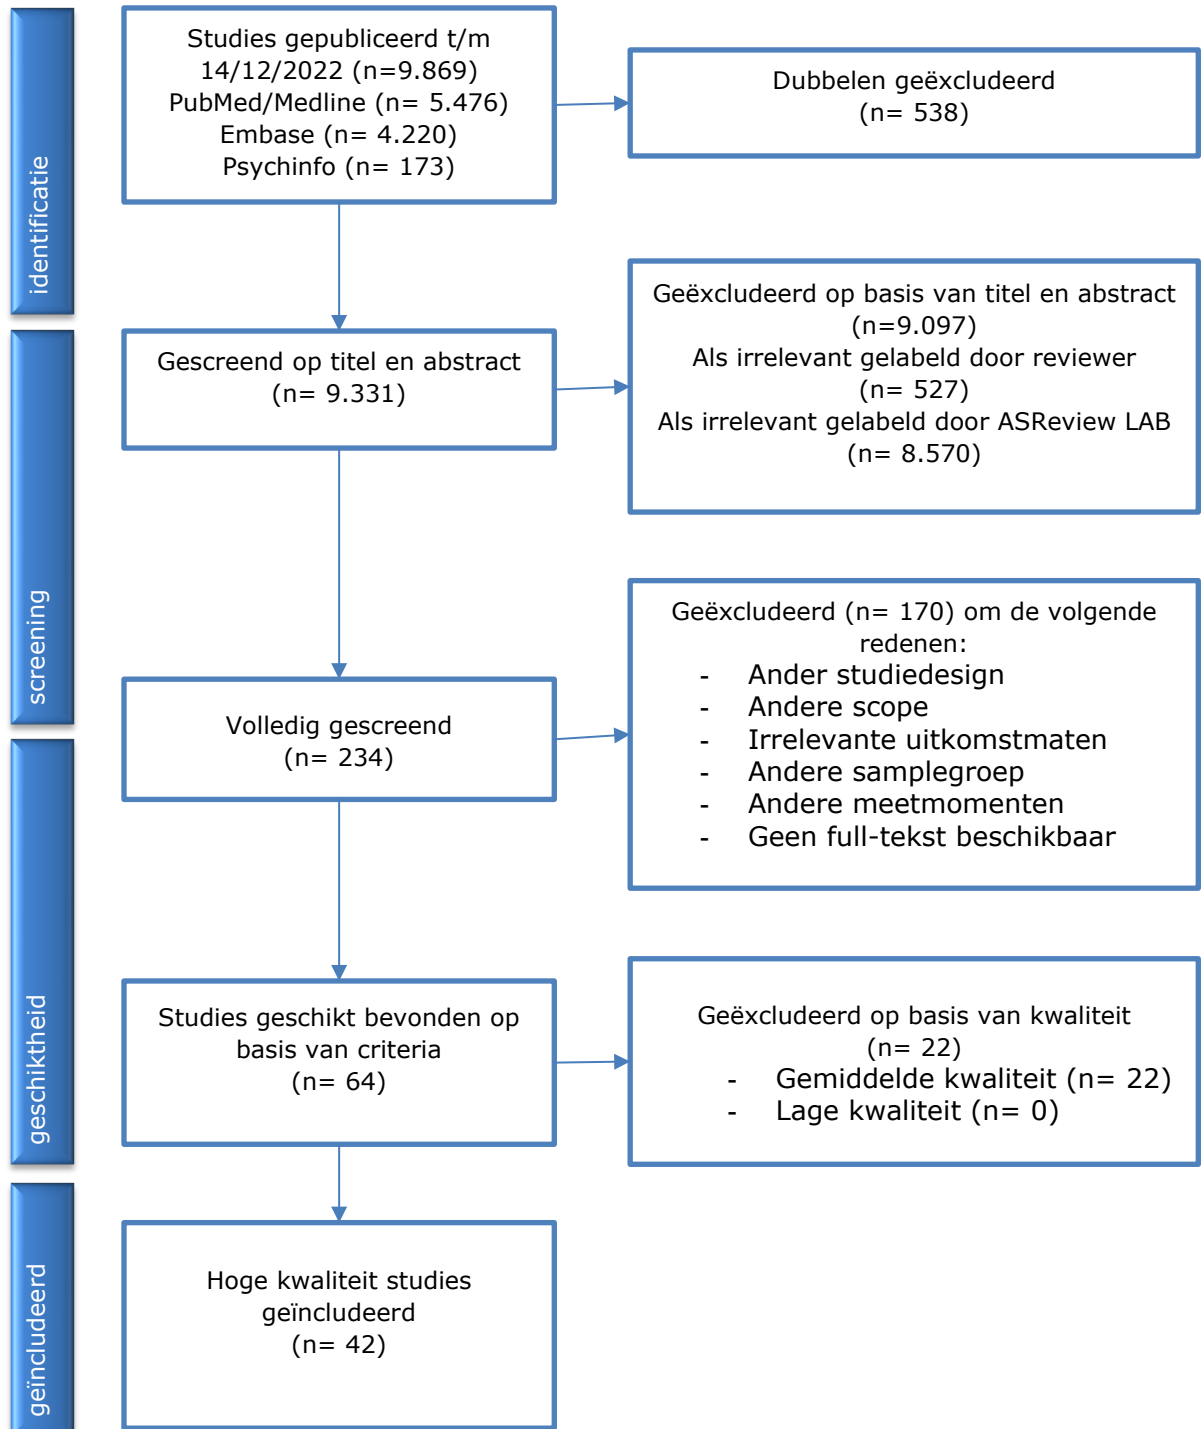 identificatie
Studies gepubliceerd t/m
14/12/2022 (n=9.869)
PubMed/Medline (n= 5.476)
Embase (n= 4.220)
Psychinfo (n= 173)
Dubbelen geëxcludeerd
(n= 538)
screening
Gescreend op titel en abstract
(n= 9.331)
Geëxcludeerd op basis van titel en abstract
(n=9.097)
Als irrelevant gelabeld door reviewer
(n= 527)
Als irrelevant gelabeld door ASReview LAB
(n= 8.570)
Volledig gescreend
(n= 234)
Geëxcludeerd (n= 170) om de volgende
redenen:
- Ander studiedesign
- Andere scope
- Irrelevante uitkomstmaten
- Andere samplegroep
- Andere meetmomenten
- Geen full-tekst beschikbaar
geschiktheid
Studies geschikt bevonden op
basis van criteria
(n= 64)
Geëxcludeerd op basis van kwaliteit
(n= 22)
- Gemiddelde kwaliteit (n= 22)
- Lage kwaliteit (n= 0)
geïncludeerd
Hoge kwaliteit studies
geïncludeerd
(n= 42)